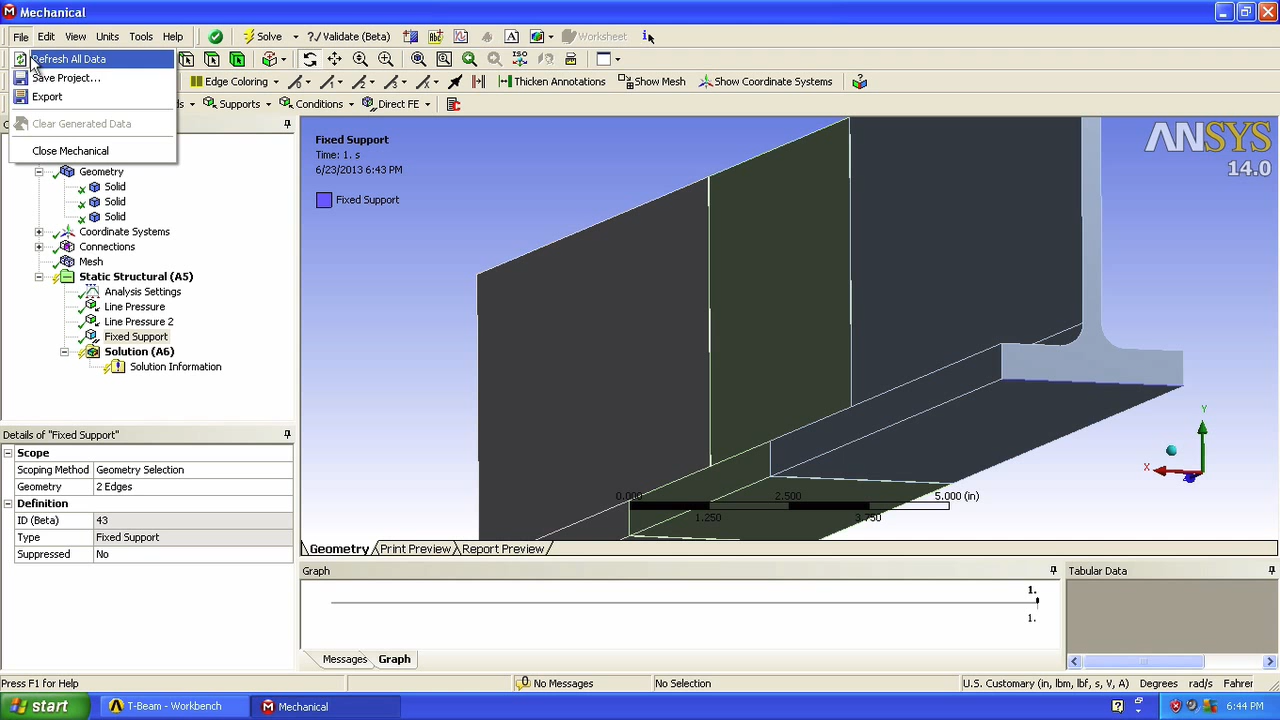 Mechanical
File Edit View Units Tools Help Solve ?/Validate (Beta) A Worksheet
Refresh All Data ISO
Save Project... Edge Coloring Thicken Annotations Show Mesh Show Coordinate Systems
Export Supports Conditions Direct FE
Clear Generated Data
Close Mechanical
Geometry
Solid
Solid
Solid
Coordinate Systems
Connections
Mesh
Static Structural (A5)
Analysis Settings
Line Pressure
Line Pressure 2
Fixed Support
Solution (A6)
Solution Information
Fixed Support
Time: 1. s
6/23/2013 6:43 PM
Fixed Support
ANSYS
14.0
Y
X
0.000 2.500 5.000 (in)
1.250 3.750
Details of "Fixed Support"
Scope
Scoping Method Geometry Selection
Geometry 2 Edges
Definition
ID (Beta) 43
Type Fixed Support
Suppressed No
Geometry Print Preview Report Preview
Graph
1.
1.
Tabular Data
Messages Graph
Press F1 for Help 0 No Messages No Selection U.S. Customary (in, lbm, lbf, s, V, A) Degrees rad/s Fahrer
start T-Beam - Workbench Mechanical 6:44 PM